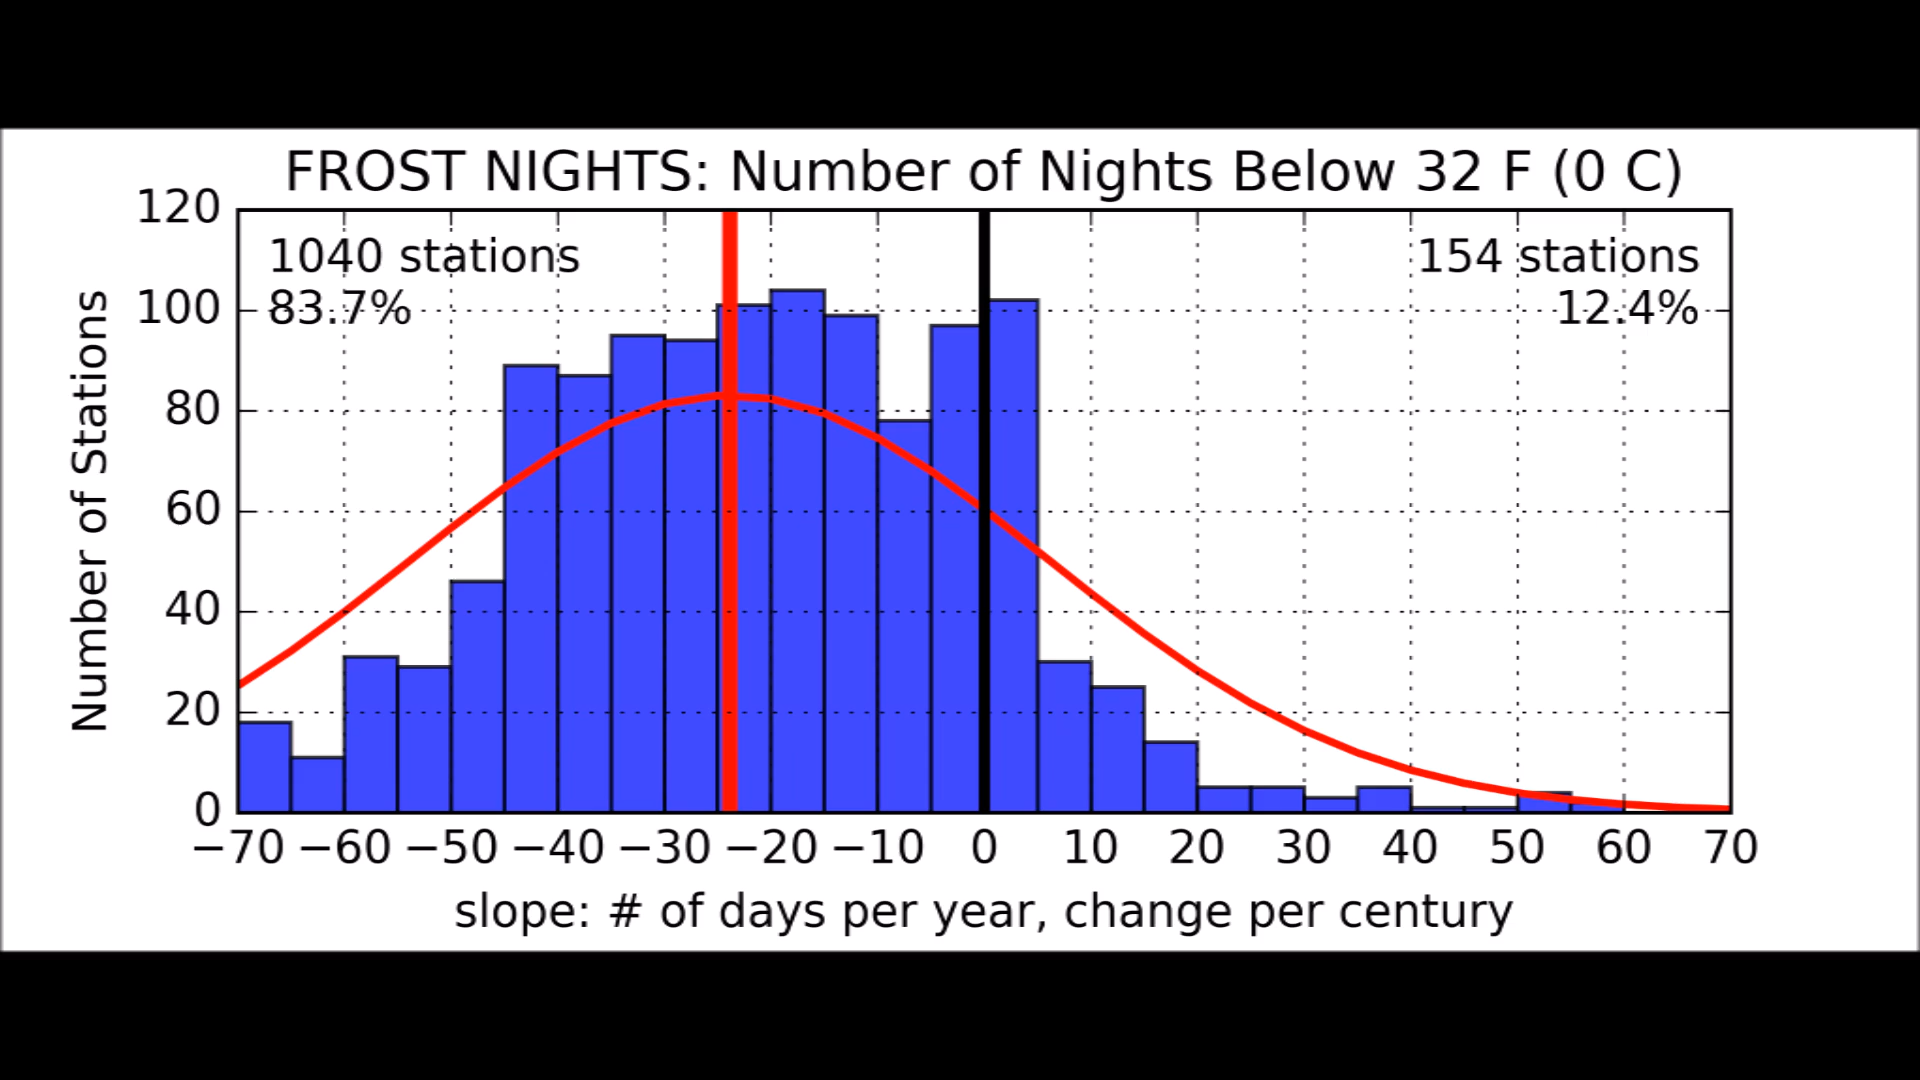 FROST NIGHTS: Number of Nights Below 32 F (0 C)
1040 stations
83.7%
154 stations
12.4%
Number of Stations
120
100
80
60
40
20
0
−70 −60 −50 −40 −30 −20 −10 0 10 20 30 40 50 60 70
slope: # of days per year, change per century